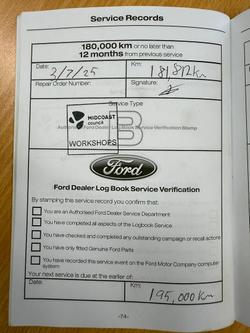 Service Records
180,000 km or no later than
12 months from previous service
Date: 3/7/25 Km: 181,812km
Repair Order Number: Signature:
Service Type
B
MIDCOAST
council
Authorised Ford Dealer Log Book Service Verification Stamp
WORKSHOPS
Ford
Ford Dealer Log Book Service Verification
By stamping this record you confirm that:
You are an Authorised Ford Dealer Service Department
You have completed all aspects of the Logbook Service
You have checked and completed any outstanding campaign or recall actions
You have only fitted Genuine Ford Parts
You have recorded this service event on the Ford Motor Company computer
system
Your next service is due at the earlier of:
Date: Km: 195,000 Km
-74-